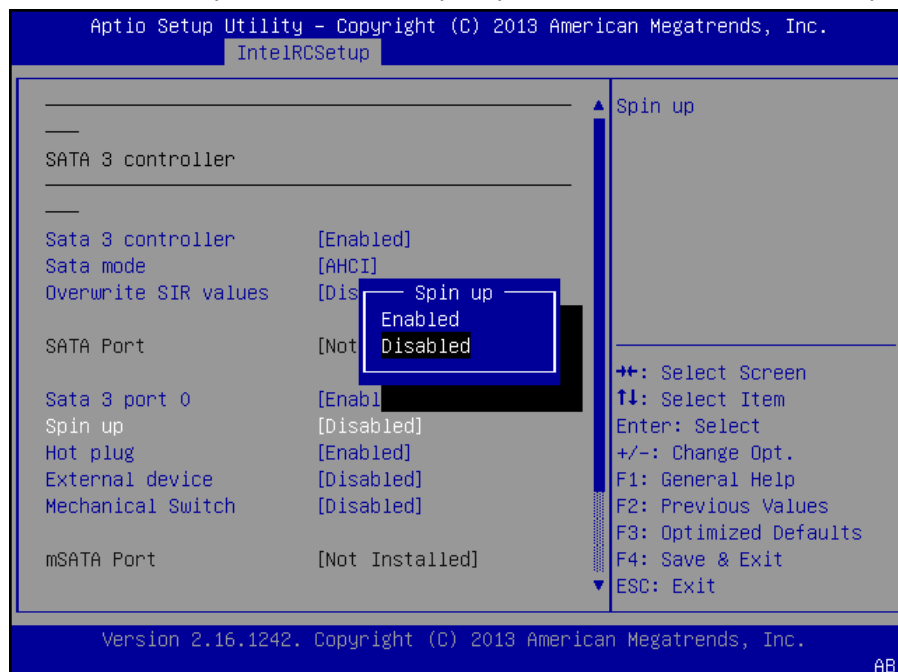 Aptio Setup Utility – Copyright (C) 2013 American Megatrends, Inc.
IntelRCSetup
SATA 3 controller
Sata 3 controller [Enabled]
Sata mode [AHCI]
Overwrite SIR values [Dis
SATA Port [Not
Sata 3 port 0 [Enabl
Spin up [Disabled]
Hot plug [Enabled]
External device [Disabled]
Mechanical Switch [Disabled]
mSATA Port [Not Installed]
Spin up
Enabled
Disabled
Spin up
→←: Select Screen
↑↓: Select Item
Enter: Select
+/-: Change Opt.
F1: General Help
F2: Previous Values
F3: Optimized Defaults
F4: Save & Exit
ESC: Exit
Version 2.16.1242. Copyright (C) 2013 American Megatrends, Inc.
AB